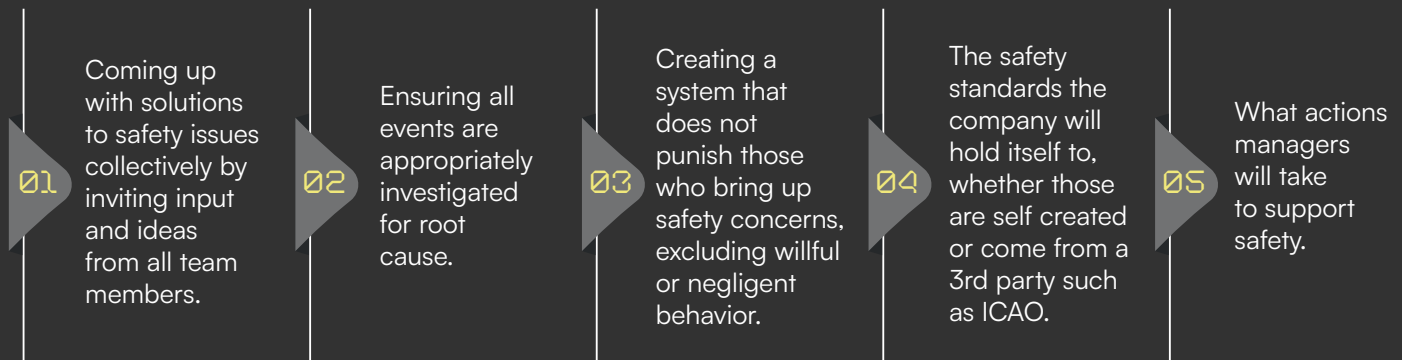 01
Coming up
with solutions
to safety issues
collectively by
inviting input
and ideas
from all team
members.
02
Ensuring all
events are
appropriately
investigated
for root
cause.
03
Creating a
system that
does not
punish those
who bring up
safety concerns,
excluding willful
or negligent
behavior.
04
The safety
standards the
company will
hold itself to,
whether those
are self created
or come from a
3rd party such
as ICAO.
05
What actions
managers
will take
to support
safety.